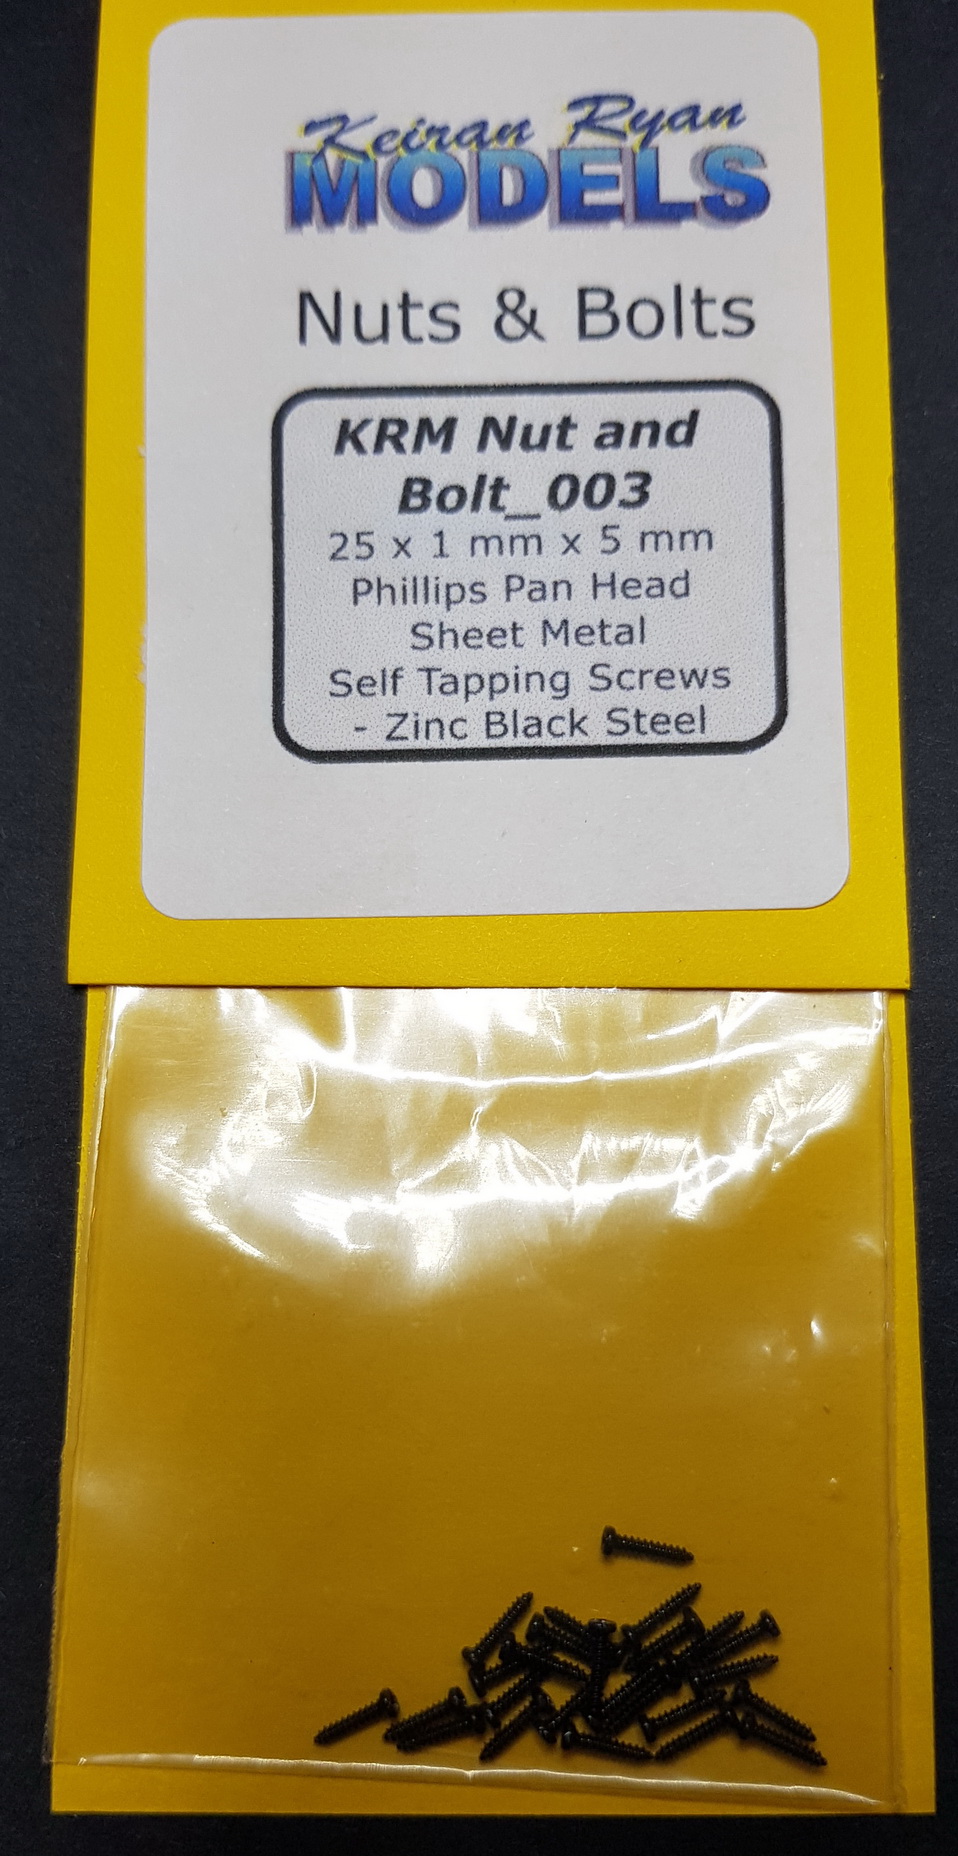 Keiran Ryan
MODELS
Nuts & Bolts
KRM Nut and
Bolt_003
25 x 1 mm x 5 mm
Phillips Pan Head
Sheet Metal
Self Tapping Screws
- Zinc Black Steel